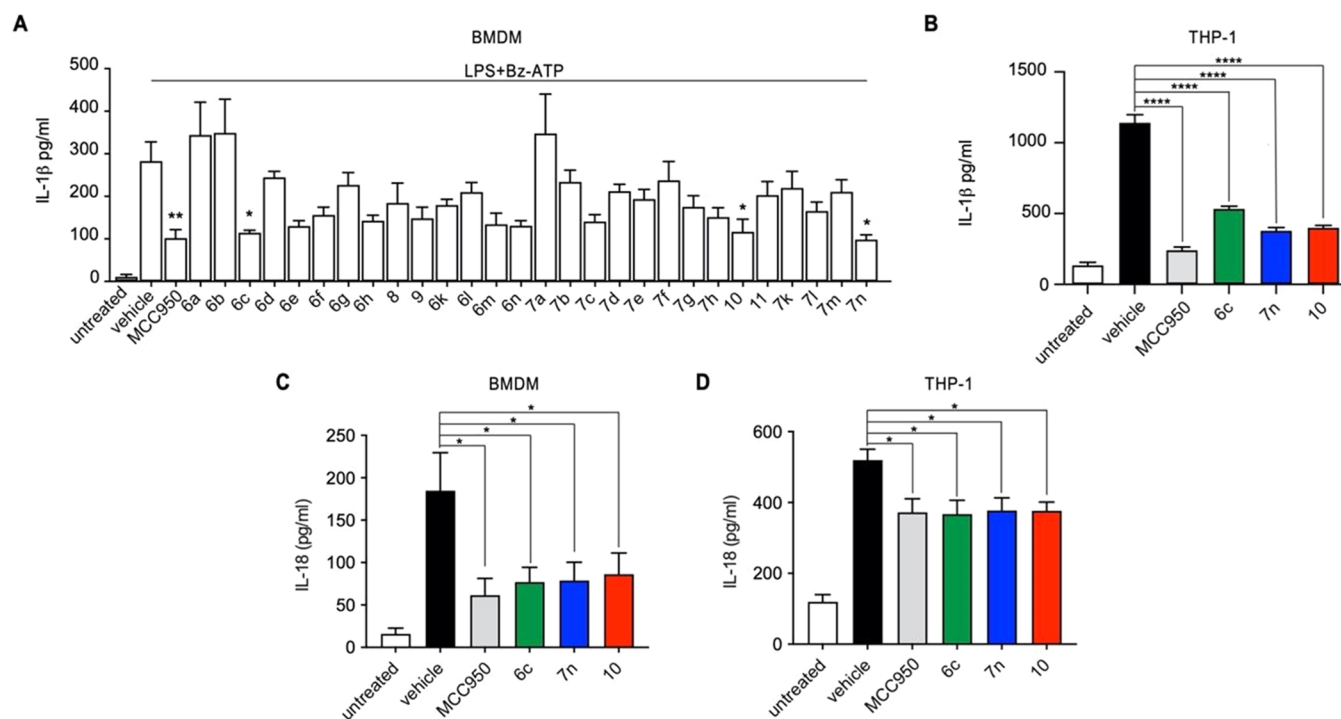 A
BMDM
LPS+Bz-ATP
IL-1β pg/ml
500
400
300
200
100
0
** * * *
untreated vehicle MCC950 6a 6b 6c 6d 6e 6f 6g 6h 8 9 6k 6l 6m 6n 7a 7b 7c 7d 7e 7f 7g 7h 10 11 7k 7l 7m 7n
B
THP-1
IL-1β pg/ml
1500
1000
500
0
****
****
****
****
untreated vehicle MCC950 6c 7n 10
C
BMDM
IL-18 (pg/ml)
250
200
150
100
50
0
*
*
*
*
untreated vehicle MCC950 6c 7n 10
D
THP-1
IL-18 (pg/ml)
600
400
200
0
*
*
*
*
untreated vehicle MCC950 6c 7n 10